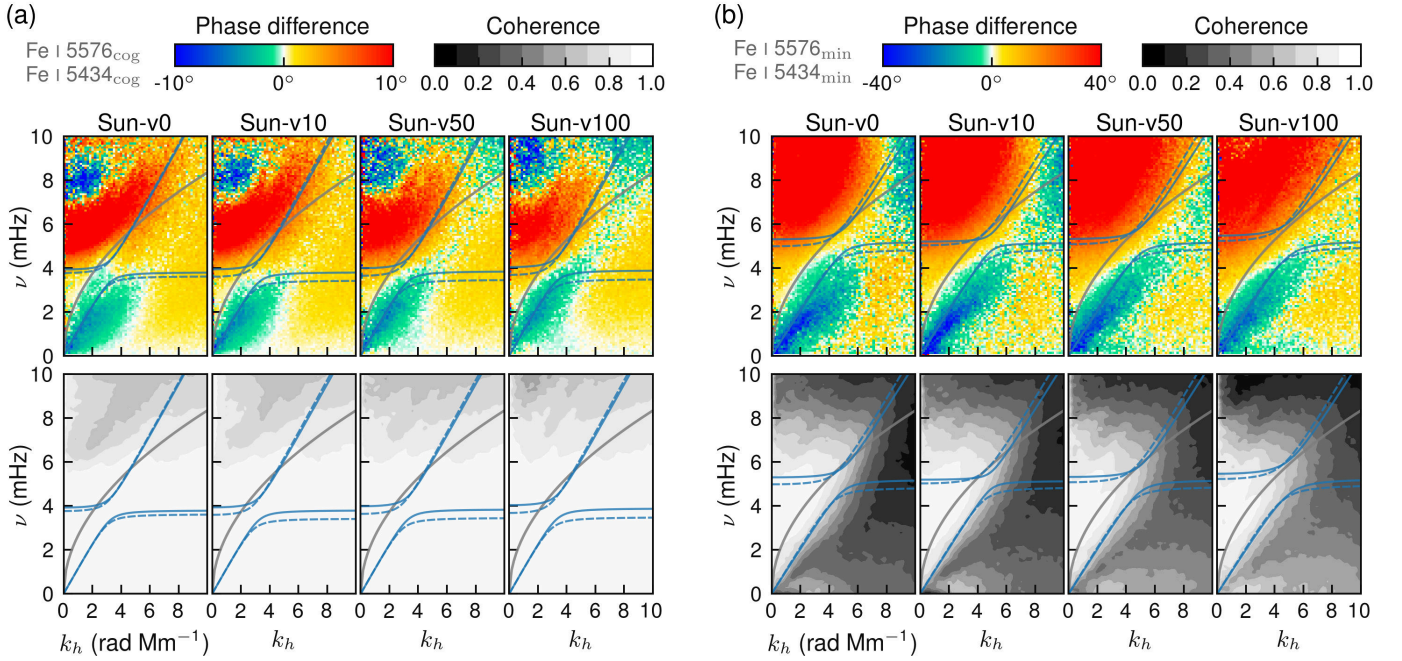 (a)
Fe I 5576cog
Fe I 5434cog
Phase difference
-10° 0° 10°
Coherence
0.0 0.2 0.4 0.6 0.8 1.0
Sun-v0 Sun-v10 Sun-v50 Sun-v100
ν (mHz)
10
8
6
4
2
0
ν (mHz)
10
8
6
4
2
0
0 2 4 6 8 0 2 4 6 8 0 2 4 6 8 0 2 4 6 8 10
kh (rad Mm−1) kh kh kh
(b)
Fe I 5576min
Fe I 5434min
Phase difference
-40° 0° 40°
Coherence
0.0 0.2 0.4 0.6 0.8 1.0
Sun-v0 Sun-v10 Sun-v50 Sun-v100
ν (mHz)
10
8
6
4
2
0
ν (mHz)
10
8
6
4
2
0
0 2 4 6 8 0 2 4 6 8 0 2 4 6 8 0 2 4 6 8 10
kh (rad Mm−1) kh kh kh